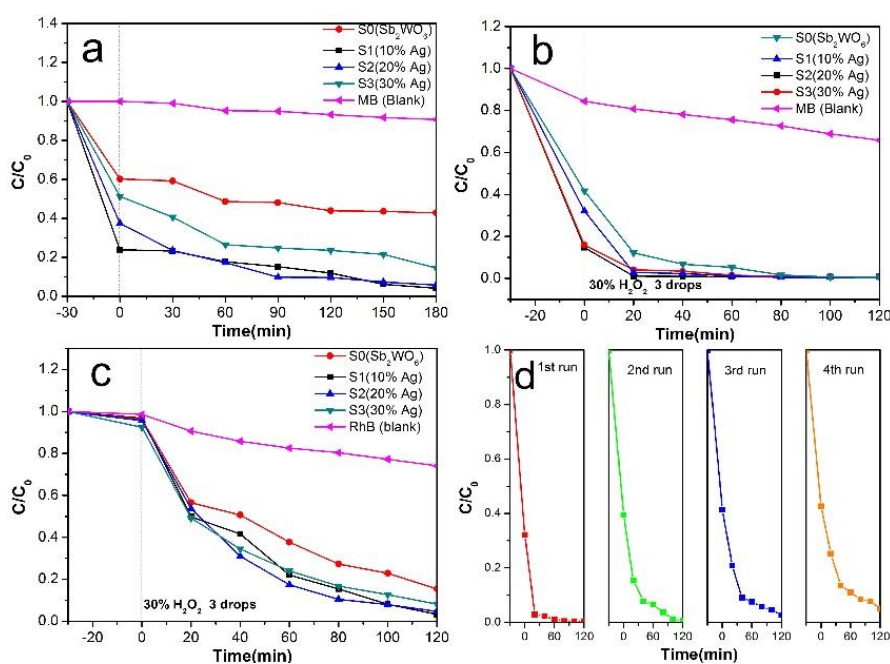 a
S0(Sb₂WO₃)
S1(10% Ag)
S2(20% Ag)
S3(30% Ag)
MB (Blank)
C/C₀
1.4
1.2
1.0
0.8
0.6
0.4
0.2
0.0
-30 0 30 60 90 120 150 180
Time(min)
b
S0(Sb₂WO₆)
S1(10% Ag)
S2(20% Ag)
S3(30% Ag)
MB (Blank)
C/C₀
1.2
1.0
0.8
0.6
0.4
0.2
0.0
30% H₂O₂ 3 drops
-20 0 20 40 60 80 100 120
Time(min)
c
S0(Sb₂WO₆)
S1(10% Ag)
S2(20% Ag)
S3(30% Ag)
RhB (blank)
C/C₀
1.2
1.0
0.8
0.6
0.4
0.2
0.0
30% H₂O₂ 3 drops
-20 0 20 40 60 80 100 120
Time(min)
d
1st run
2nd run
3rd run
4th run
C/C₀
1.0
0.8
0.6
0.4
0.2
0.0
0 60 120 0 60 120 0 60 120 0 60 120
Time(min)